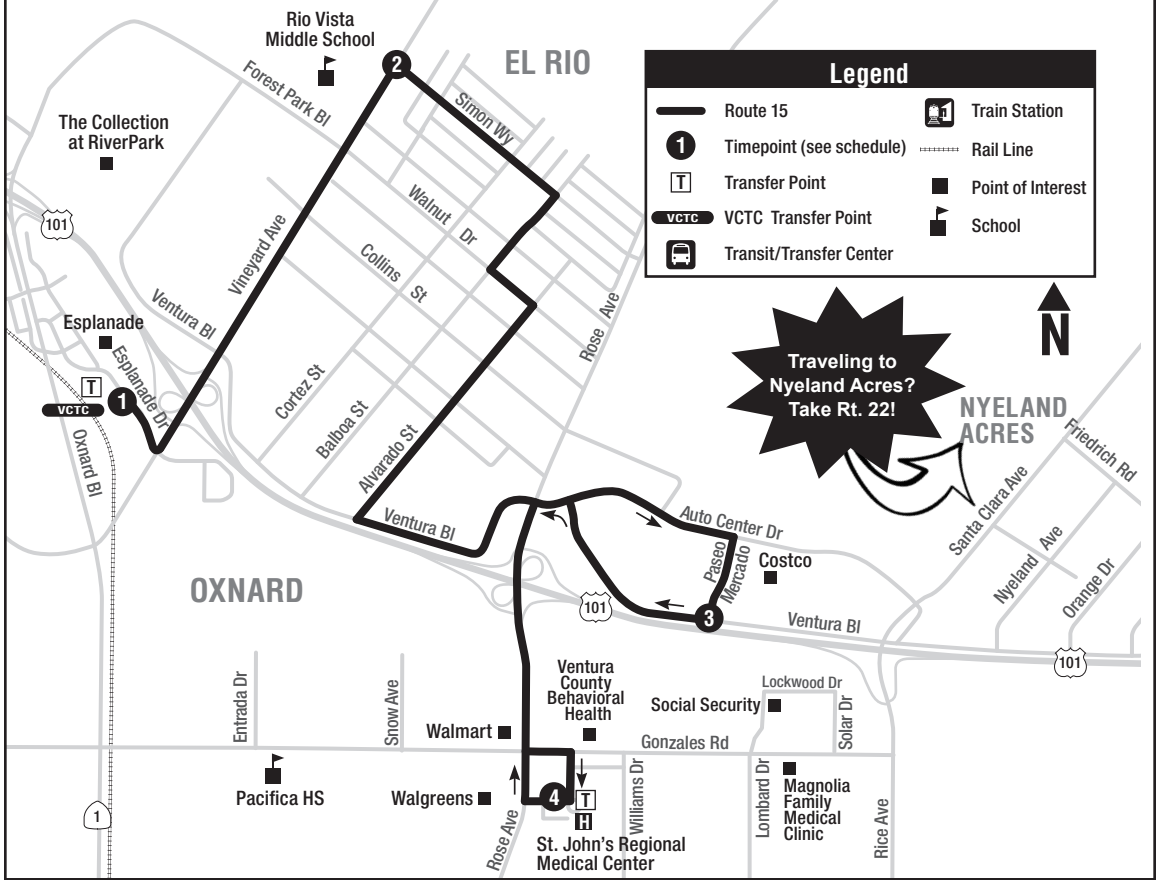 Rio Vista
Middle School
2
EL RIO
Forest Park Bl
Simon Wy
The Collection
at RiverPark
101
Vineyard Ave
Walnut Dr
Collins St
Ventura Bl
Rose Ave
Esplanade
Esplanade Dr
T
1
VCTC
Oxnard Bl
Cortez St
Balboa St
Alvarado St
Ventura Bl
Legend
Route 15
1
Timepoint (see schedule)
T
Transfer Point
VCTC
VCTC Transfer Point
Transit/Transfer Center
Train Station
Rail Line
Point of Interest
School
N
Traveling to
Nyeland Acres?
Take Rt. 22!
NYELAND
ACRES
Friedrich Rd
Santa Clara Ave
Nyeland Ave
Orange Dr
Auto Center Dr
Paseo
Mercado
Costco
3
101
Ventura Bl
101
OXNARD
Entrada Dr
Snow Ave
Walmart
Ventura
County
Behavioral
Health
Social Security
Lockwood Dr
Solar Dr
Gonzales Rd
Pacifica HS
Walgreens
4
T
H
Williams Dr
Lombard Dr
Magnolia
Family
Medical
Clinic
Rice Ave
1
Rose Ave
St. John's Regional
Medical Center